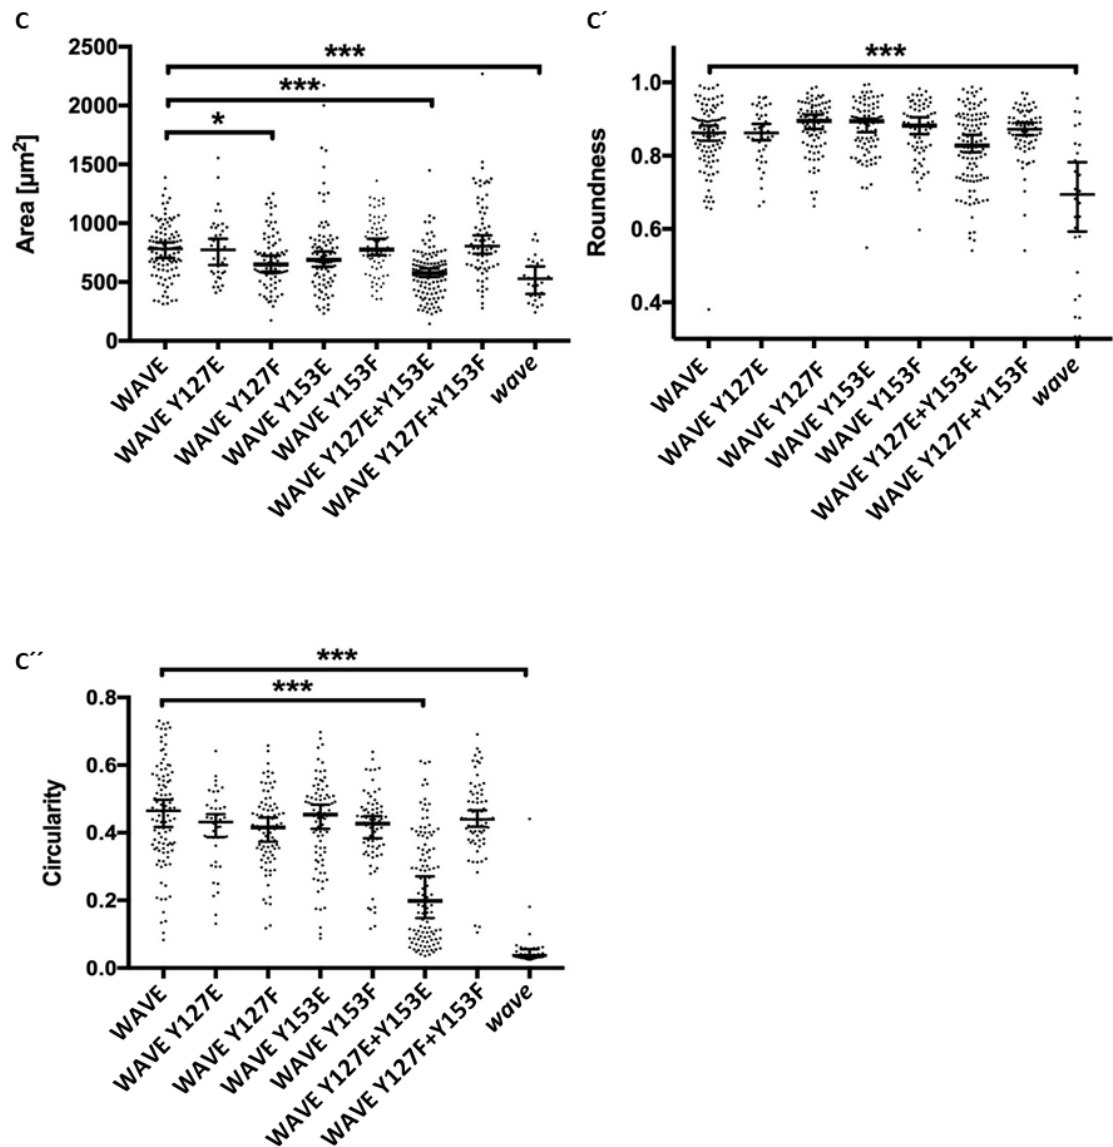 C
***
***
*
2500
2000
1500
1000
500
0
Area [µm²]
WAVE
WAVE Y127E
WAVE Y127F
WAVE Y153E
WAVE Y153F
WAVE Y127E+Y153E
WAVE Y127F+Y153F
wave
C´
***
1.0
0.8
0.6
0.4
Roundness
WAVE
WAVE Y127E
WAVE Y127F
WAVE Y153E
WAVE Y153F
WAVE Y127E+Y153E
WAVE Y127F+Y153F
wave
C´´
***
***
0.8
0.6
0.4
0.2
0.0
Circularity
WAVE
WAVE Y127E
WAVE Y127F
WAVE Y153E
WAVE Y153F
WAVE Y127E+Y153E
WAVE Y127F+Y153F
wave